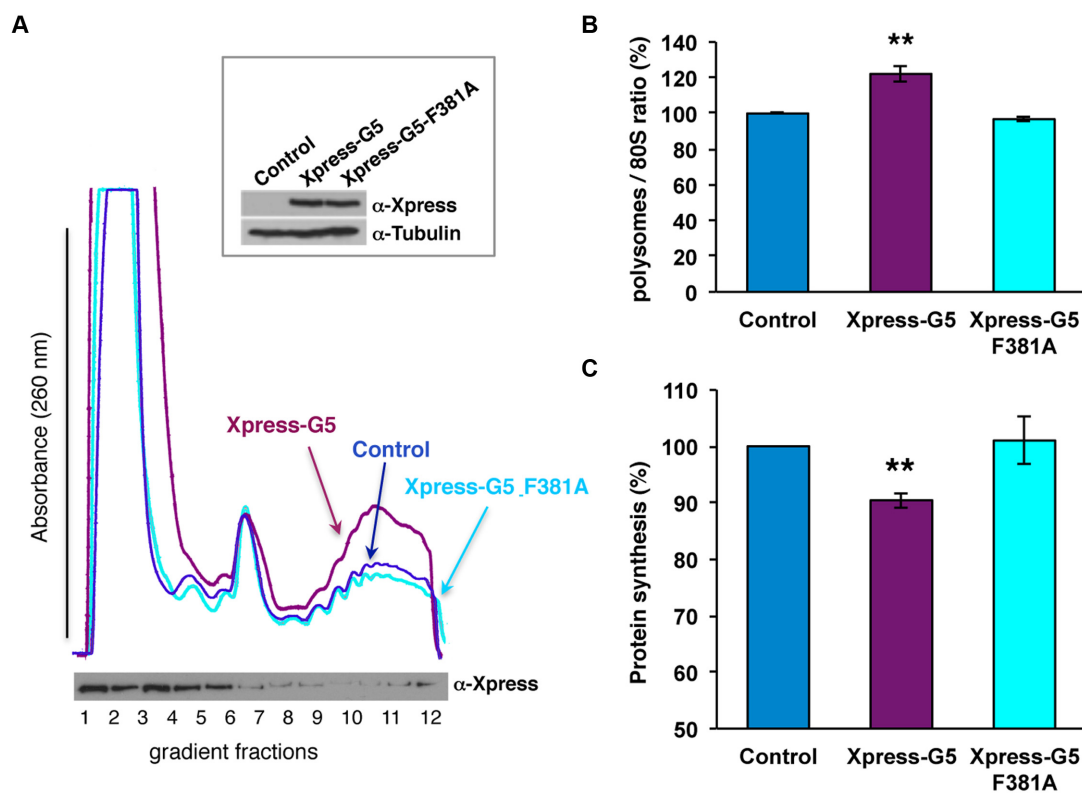 A
Control
Xpress-G5
Xpress-G5-F381A
α-Xpress
α-Tubulin
Absorbance (260 nm)
Xpress-G5
Control
Xpress-G5_F381A
α-Xpress
1 2 3 4 5 6 7 8 9 10 11 12
gradient fractions
B
polysomes / 80S ratio (%)
140
120
100
80
60
40
20
0
**
Control
Xpress-G5
Xpress-G5
F381A
C
Protein synthesis (%)
110
100
90
80
70
60
50
**
Control
Xpress-G5
Xpress-G5
F381A